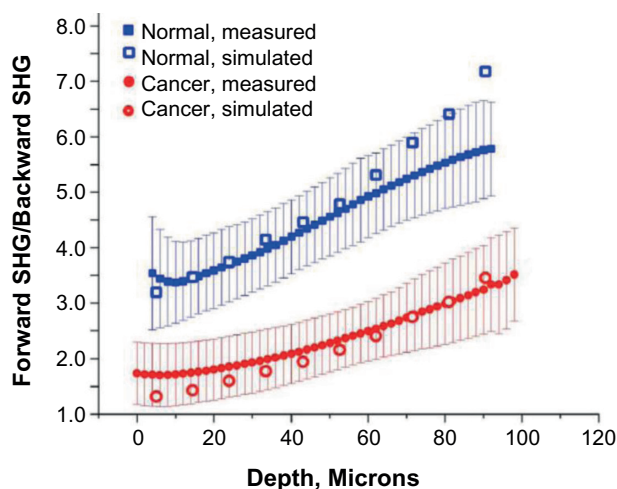 8.0
7.0
6.0
5.0
4.0
3.0
2.0
1.0
Forward SHG/Backward SHG
Normal, measured
Normal, simulated
Cancer, measured
Cancer, simulated
0 20 40 60 80 100 120
Depth, Microns